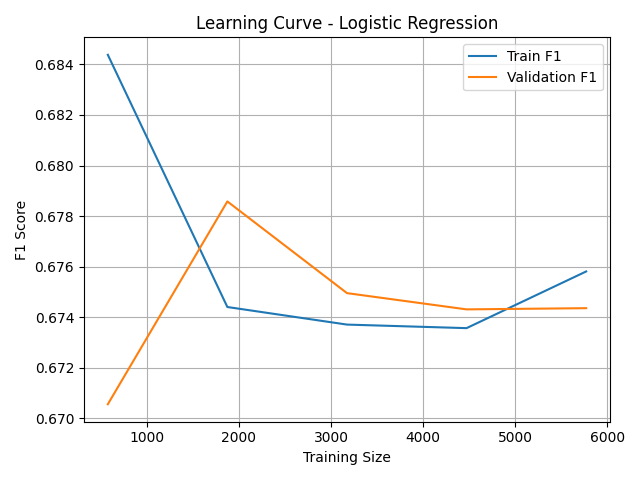 Learning Curve - Logistic Regression
Train F1
Validation F1
F1 Score
0.684
0.682
0.680
0.678
0.676
0.674
0.672
0.670
1000 2000 3000 4000 5000 6000
Training Size